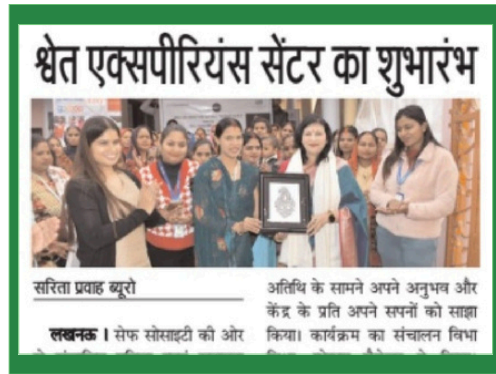 श्वेत एक्सपीरियंस सेंटर का शुभारंभ
सरिता प्रवाह ब्यूरो
लखनऊ। सेफ सोसाइटी की ओर
अतिथि के सामने अपने अनुभव और
केंद्र के प्रति अपने सपनों को साझा
किया। कार्यक्रम का संचालन विभा